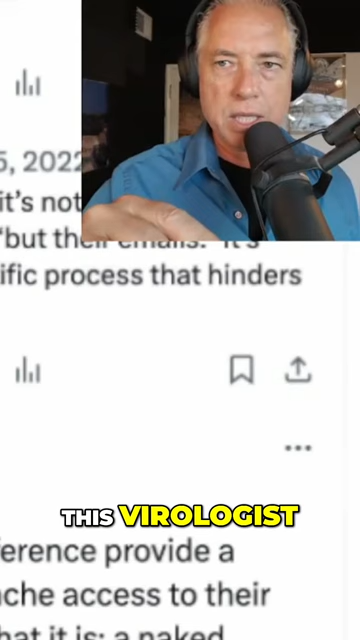 5, 2022
it's not
"but their emails." It's
ific process that hinders
THIS VIROLOGIST
ference provide a
che access to their
hat it is: a naked